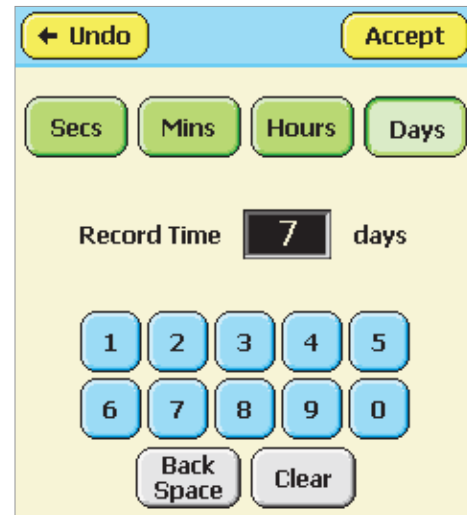 ← Undo Accept
Secs Mins Hours Days
Record Time 7 days
1 2 3 4 5
6 7 8 9 0
Back Space Clear